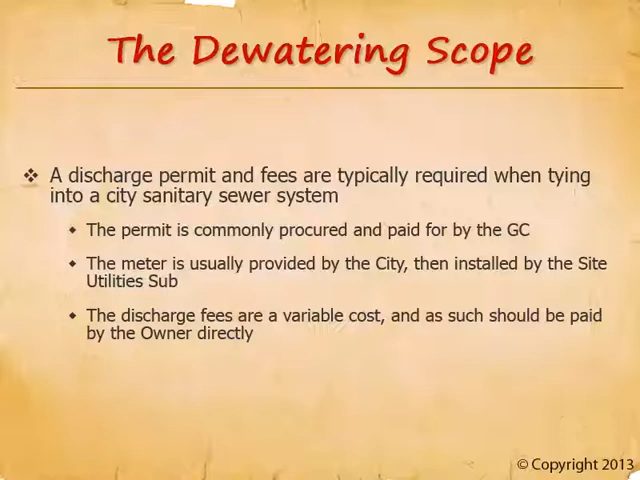 The Dewatering Scope
❖ A discharge permit and fees are typically required when tying
into a city sanitary sewer system
◆ The permit is commonly procured and paid for by the GC
◆ The meter is usually provided by the City, then installed by the Site
Utilities Sub
◆ The discharge fees are a variable cost, and as such should be paid
by the Owner directly
© Copyright 2013